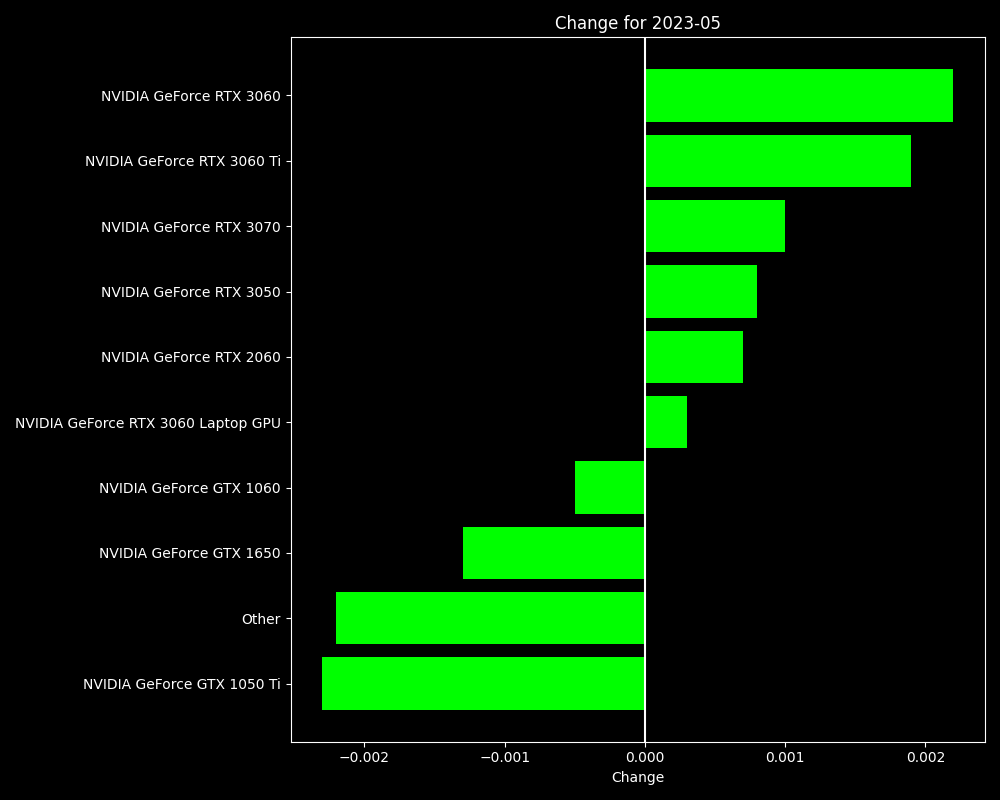 Change for 2023-05
NVIDIA GeForce RTX 3060
NVIDIA GeForce RTX 3060 Ti
NVIDIA GeForce RTX 3070
NVIDIA GeForce RTX 3050
NVIDIA GeForce RTX 2060
NVIDIA GeForce RTX 3060 Laptop GPU
NVIDIA GeForce GTX 1060
NVIDIA GeForce GTX 1650
Other
NVIDIA GeForce GTX 1050 Ti
−0.002 −0.001 0.000 0.001 0.002
Change